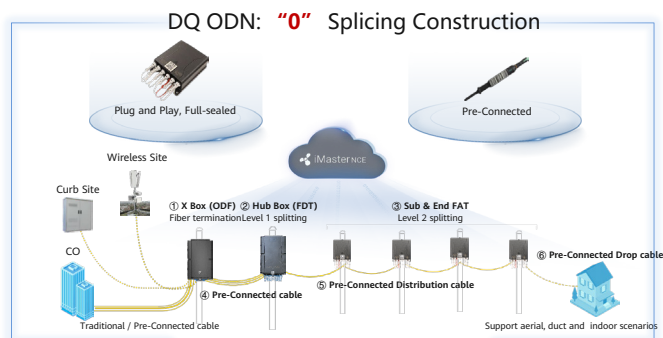 DQ ODN: “0” Splicing Construction
Plug and Play, Full-sealed
Pre-Connected
iMaster NCE
Wireless Site
Curb Site
① X Box (ODF) ② Hub Box (FDT)
Fiber termination Level 1 splitting
③ Sub & End FAT
Level 2 splitting
CO
⑥ Pre-Connected Drop cable
④ Pre-Connected cable
⑤ Pre-Connected Distribution cable
Traditional / Pre-Connected cable
Support aerial, duct and indoor scenarios